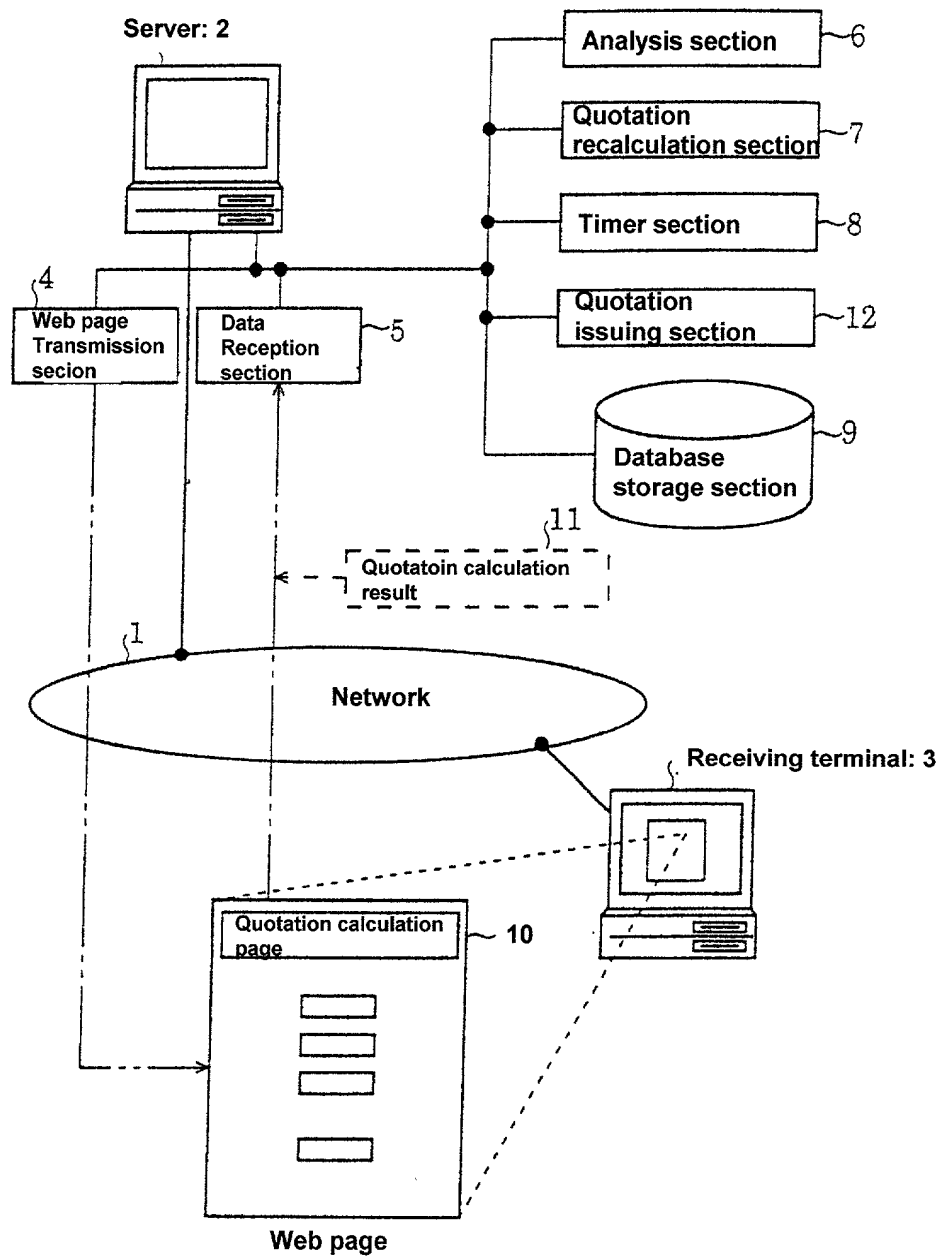 Server: 2
Analysis section
6
Quotation
recalculation section
7
Timer section
8
4
Web page
Transmission
secion
Data
Reception
section
5
Quotation
issuing section
12
Database
storage section
9
11
Quotatoin calculation
result
1
Network
Receiving terminal: 3
Quotation calculation
page
10
Web page